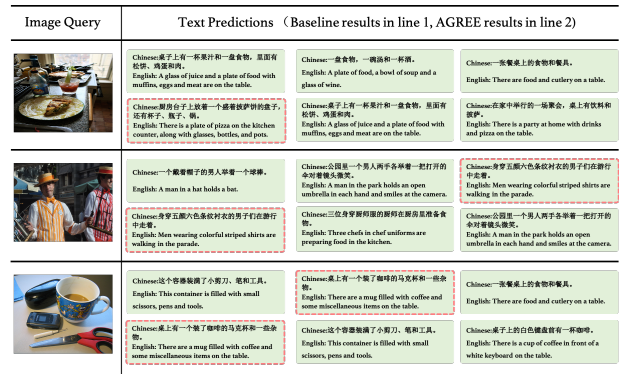 Image Query
Text Predictions （Baseline results in line 1, AGREE results in line 2)
Chinese:桌子上有一杯果汁和一盘食物，里面有
松饼、鸡蛋和肉。
English: A glass of juice and a plate of food with
muffins, eggs and meat are on the table.
Chinese:一盘食物，一碗汤和一杯酒。
English: A plate of food, a bowl of soup and a
glass of wine.
Chinese:一张餐桌上的食物和餐具。
English: There are food and cutlery on a table.
Chinese:厨房台子上放着一个盛着披萨饼的盘子，
还有杯子、瓶子、锅。
English: There is a plate of pizza on the kitchen
counter, along with glasses, bottles, and pots.
Chinese:桌子上有一杯果汁和一盘食物，里面有
松饼、鸡蛋和肉。
English: A glass of juice and a plate of food with
muffins, eggs and meat are on the table.
Chinese:在家中举行的一场聚会，桌上有饮料和
披萨。
English: There is a party at home with drinks
and pizza on the table.
Chinese:一个戴着帽子的男人举着一个球棒。
English: A man in a hat holds a bat.
Chinese:公园里一个男人两手各举着一把打开的
伞对着镜头微笑。
English: A man in the park holds an open
umbrella in each hand and smiles at the camera.
Chinese:身穿五颜六色条纹衬衣的男子们在游行
中走着。
English: Men wearing colorful striped shirts are
walking in the parade.
Chinese:身穿五颜六色条纹衬衣的男子们在游行
中走着。
English: Men wearing colorful striped shirts are
walking in the parade.
Chinese:三位身穿厨师服的厨师在厨房里准备食
物。
English: Three chefs in chef uniforms are
preparing food in the kitchen.
Chinese:公园里一个男人两手各举着一把打开的
伞对着镜头微笑。
English: A man in the park holds an open
umbrella in each hand and smiles at the camera.
Chinese:这个容器装满了小剪刀、笔和工具。
English: This container is filled with small
scissors, pens and tools.
Chinese:桌上有一个装了咖啡的马克杯和一些杂
物。
English: There are a mug filled with coffee and
some miscellaneous items on the table.
Chinese:一张餐桌上的食物和餐具。
English: There are food and cutlery on a table.
Chinese:桌上有一个装了咖啡的马克杯和一些杂
物。
English: There are a mug filled with coffee and
some miscellaneous items on the table.
Chinese:这个容器装满了小剪刀、笔和工具。
English: This container is filled with small
scissors, pens and tools.
Chinese:桌子上的白色键盘前有一杯咖啡。
English: There is a cup of coffee in front of a
white keyboard on the table.